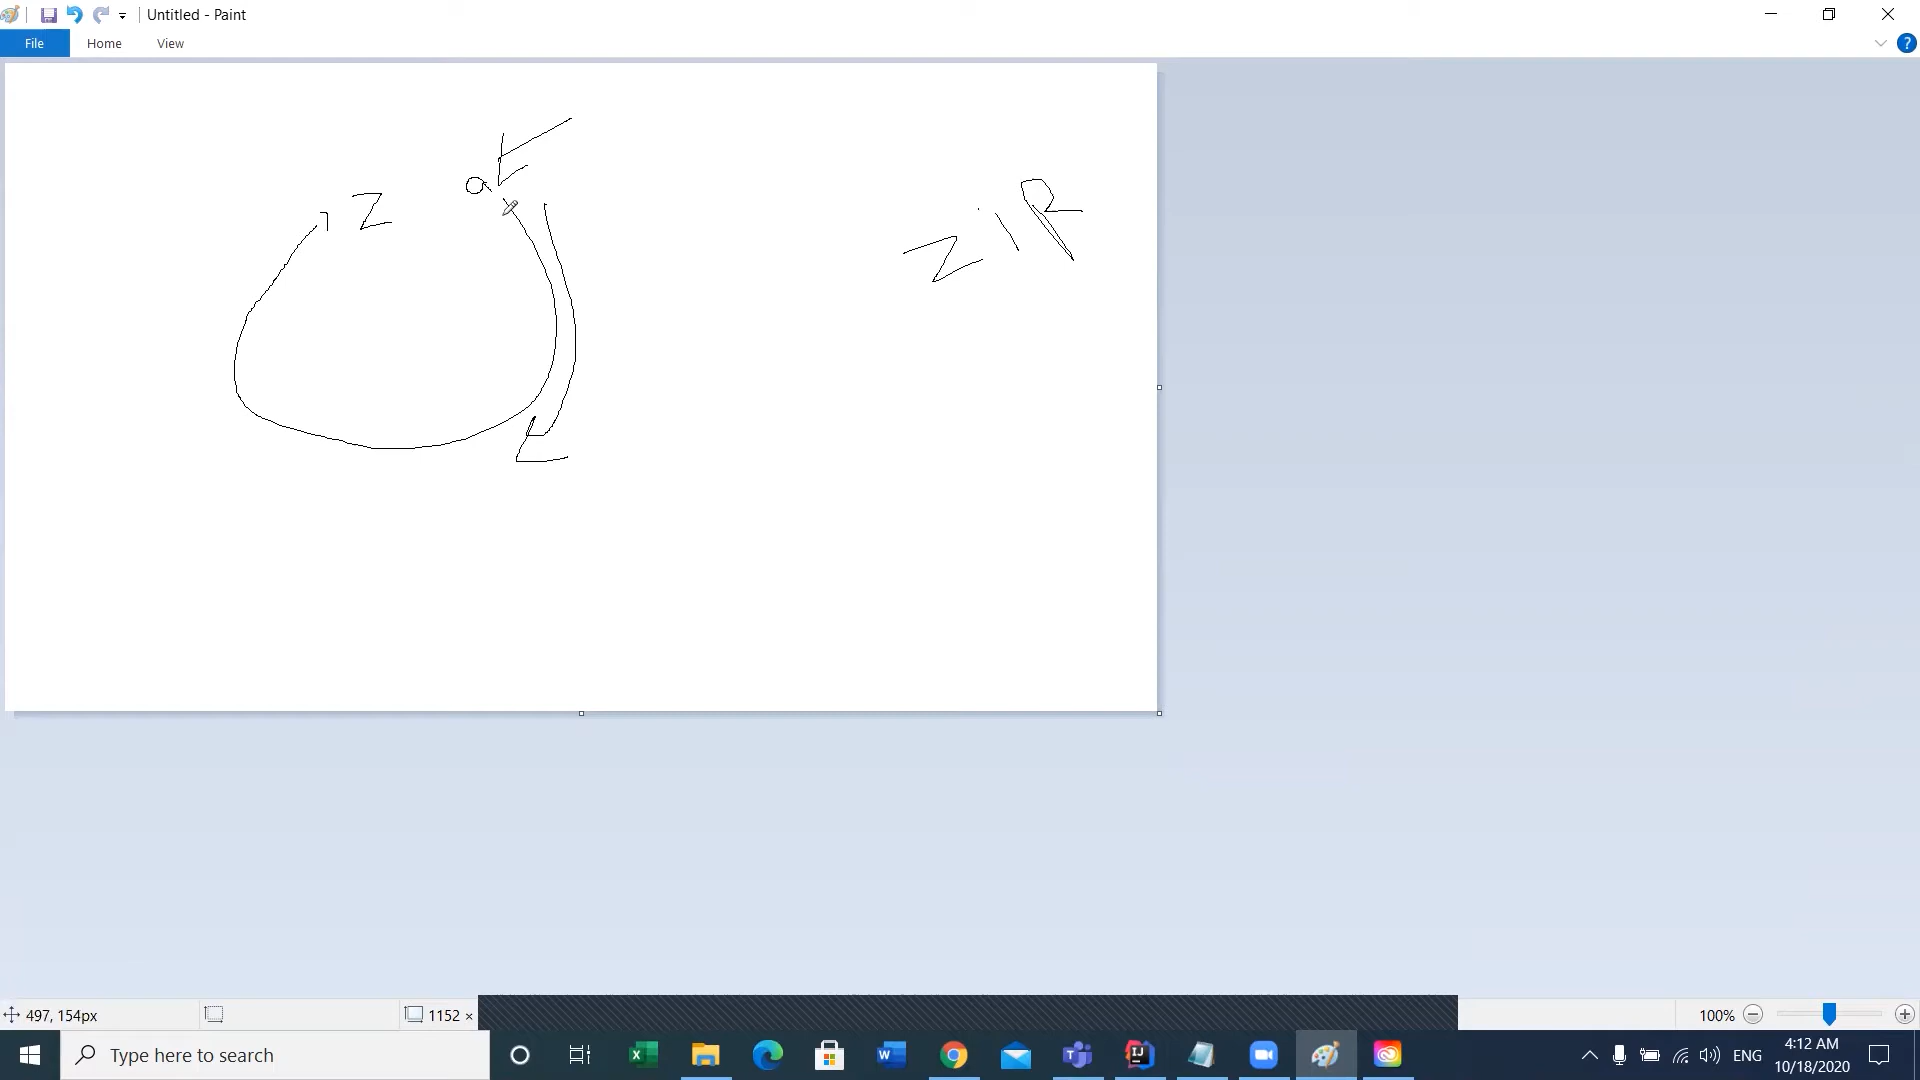 Untitled - Paint
File Home View
a
Z
ZiR
497, 154px
1152 ×
100%
Type here to search
ENG
4:12 AM
10/18/2020